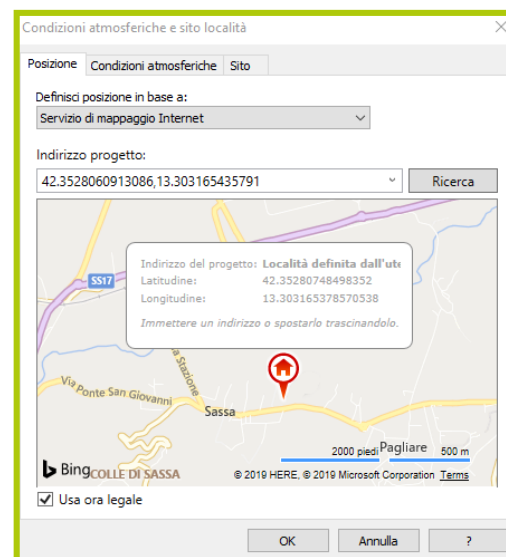 Condizioni atmosferiche e sito località
Posizione Condizioni atmosferiche Sito
Definisci posizione in base a:
Servizio di mappaggio Internet
Indirizzo progetto:
42.3528060913086,13.303165435791 Ricerca
Indirizzo del progetto: Località definita dall'ute
Latitudine: 42.35280748498352
Longitudine: 13.303165378570538
Immettere un indirizzo o spostarlo trascinandolo.
SS17
Stazione
Via Ponte San Giovanni
Sassa
2000 piedi Pagliare 500 m
Bing COLLE DI SASSA © 2019 HERE, © 2019 Microsoft Corporation Terms
Usa ora legale
OK Annulla ?